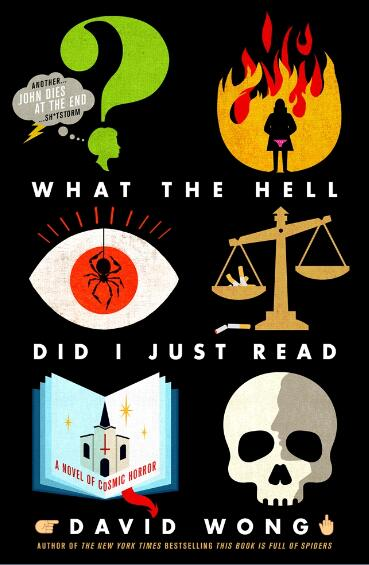 ANOTHER...
JOHN DIES
AT THE END
...SH*TSTORM
WHAT THE HELL
DID I JUST READ
A NOVEL OF COSMIC HORROR
DAVID WONG
AUTHOR OF THE NEW YORK TIMES BESTSELLING THIS BOOK IS FULL OF SPIDERS